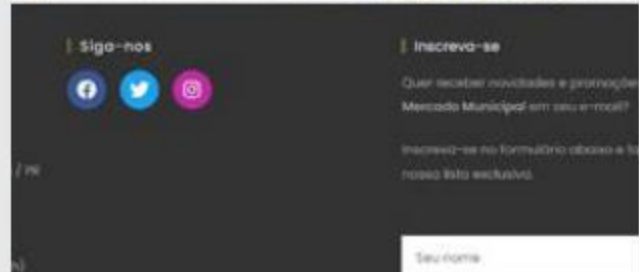 Siga-nos
Inscreva-se
Quer receber novidades e promoções
Mercado Municipal em seu e-mail?
Inscreva-se no formulário abaixo e fa
nossa lista exclusiva.
/ PR
Seu nome